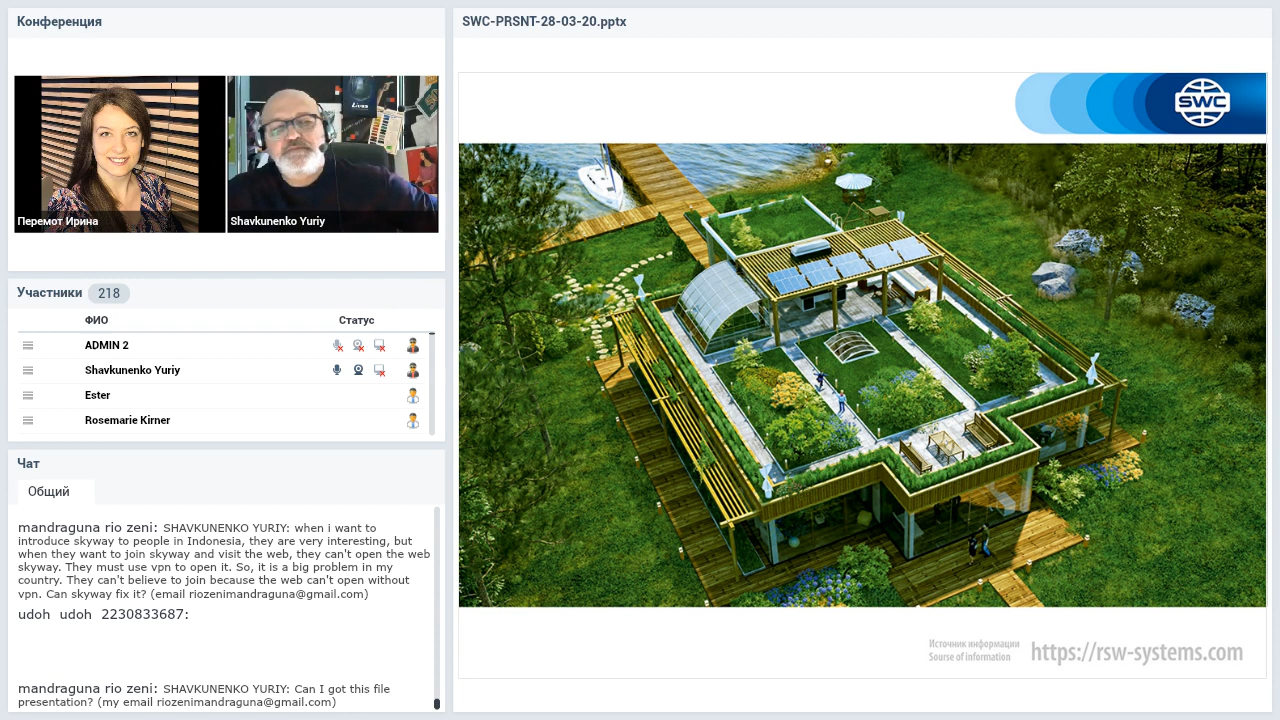 Конференция
Перемот Ирина
Shavkunenko Yuriy
Участники 218
ФИО Статус
ADMIN 2
Shavkunenko Yuriy
Ester
Rosemarie Kirner
Чат
Общий
mandraguna rio zeni: SHAVKUNENKO YURIY: when i want to
introduce skyway to people in Indonesia, they are very interesting, but
when they want to join skyway and visit the web, they can't open the web
skyway. They must use vpn to open it. So, it is a big problem in my
country. They can't believe to join because the web can't open without
vpn. Can skyway fix it? (email riozenimandraguna@gmail.com)
udoh udoh 2230833687:
mandraguna rio zeni: SHAVKUNENKO YURIY: Can I got this file
presentation? (my email riozenimandraguna@gmail.com)
SWC-PRSNT-28-03-20.pptx
SWC
Источник информации
Sourse of information
https://rsw-systems.com